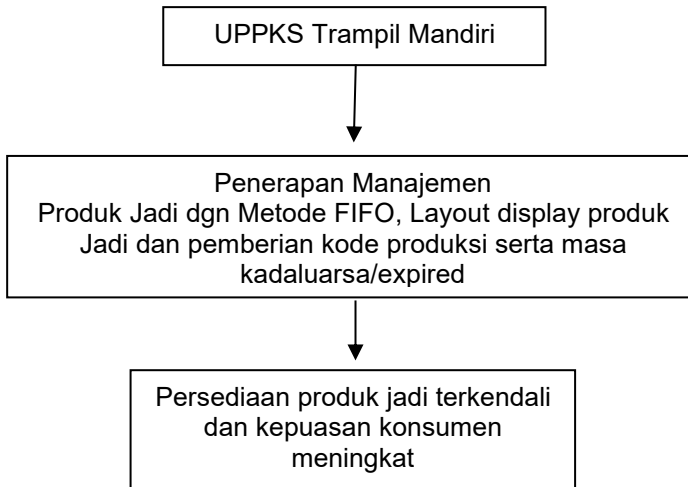 UPPKS Trampil Mandiri
Penerapan Manajemen
Produk Jadi dgn Metode FIFO, Layout display produk
Jadi dan pemberian kode produksi serta masa
kadaluarsa/expired
Persediaan produk jadi terkendali
dan kepuasan konsumen
meningkat